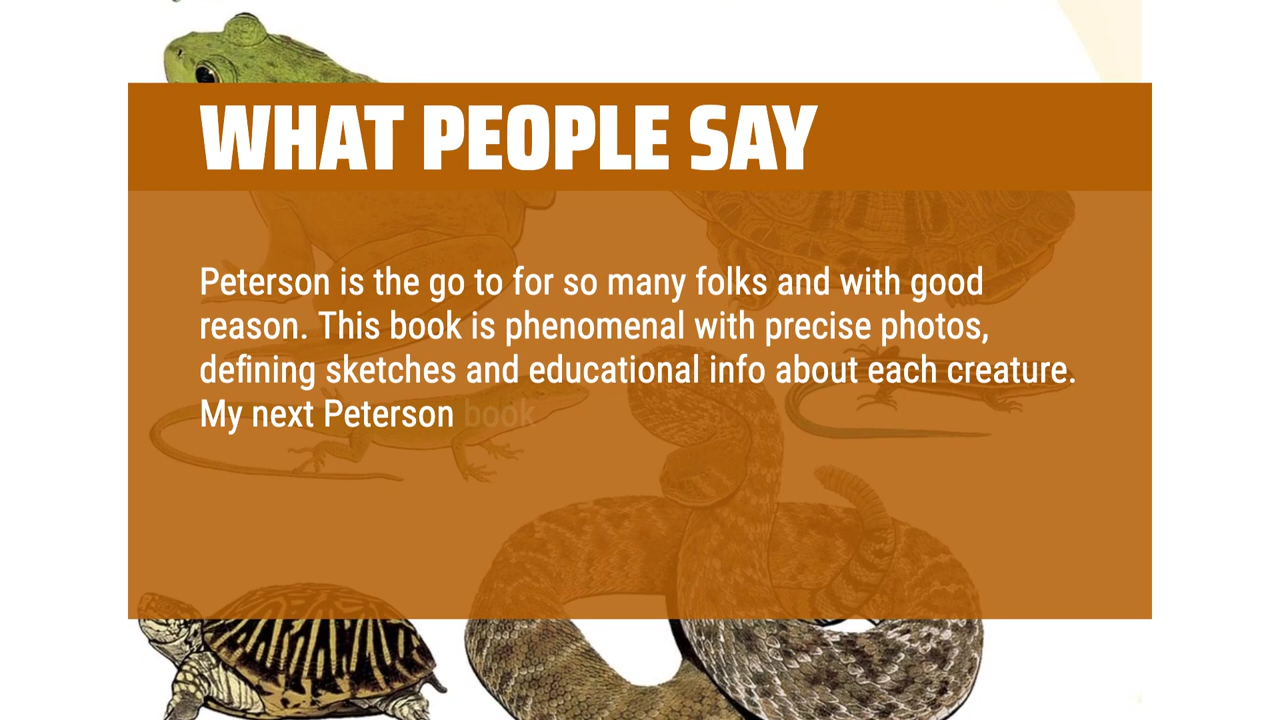 WHAT PEOPLE SAY
Peterson is the go to for so many folks and with good
reason. This book is phenomenal with precise photos,
defining sketches and educational info about each creature.
My next Peterson book